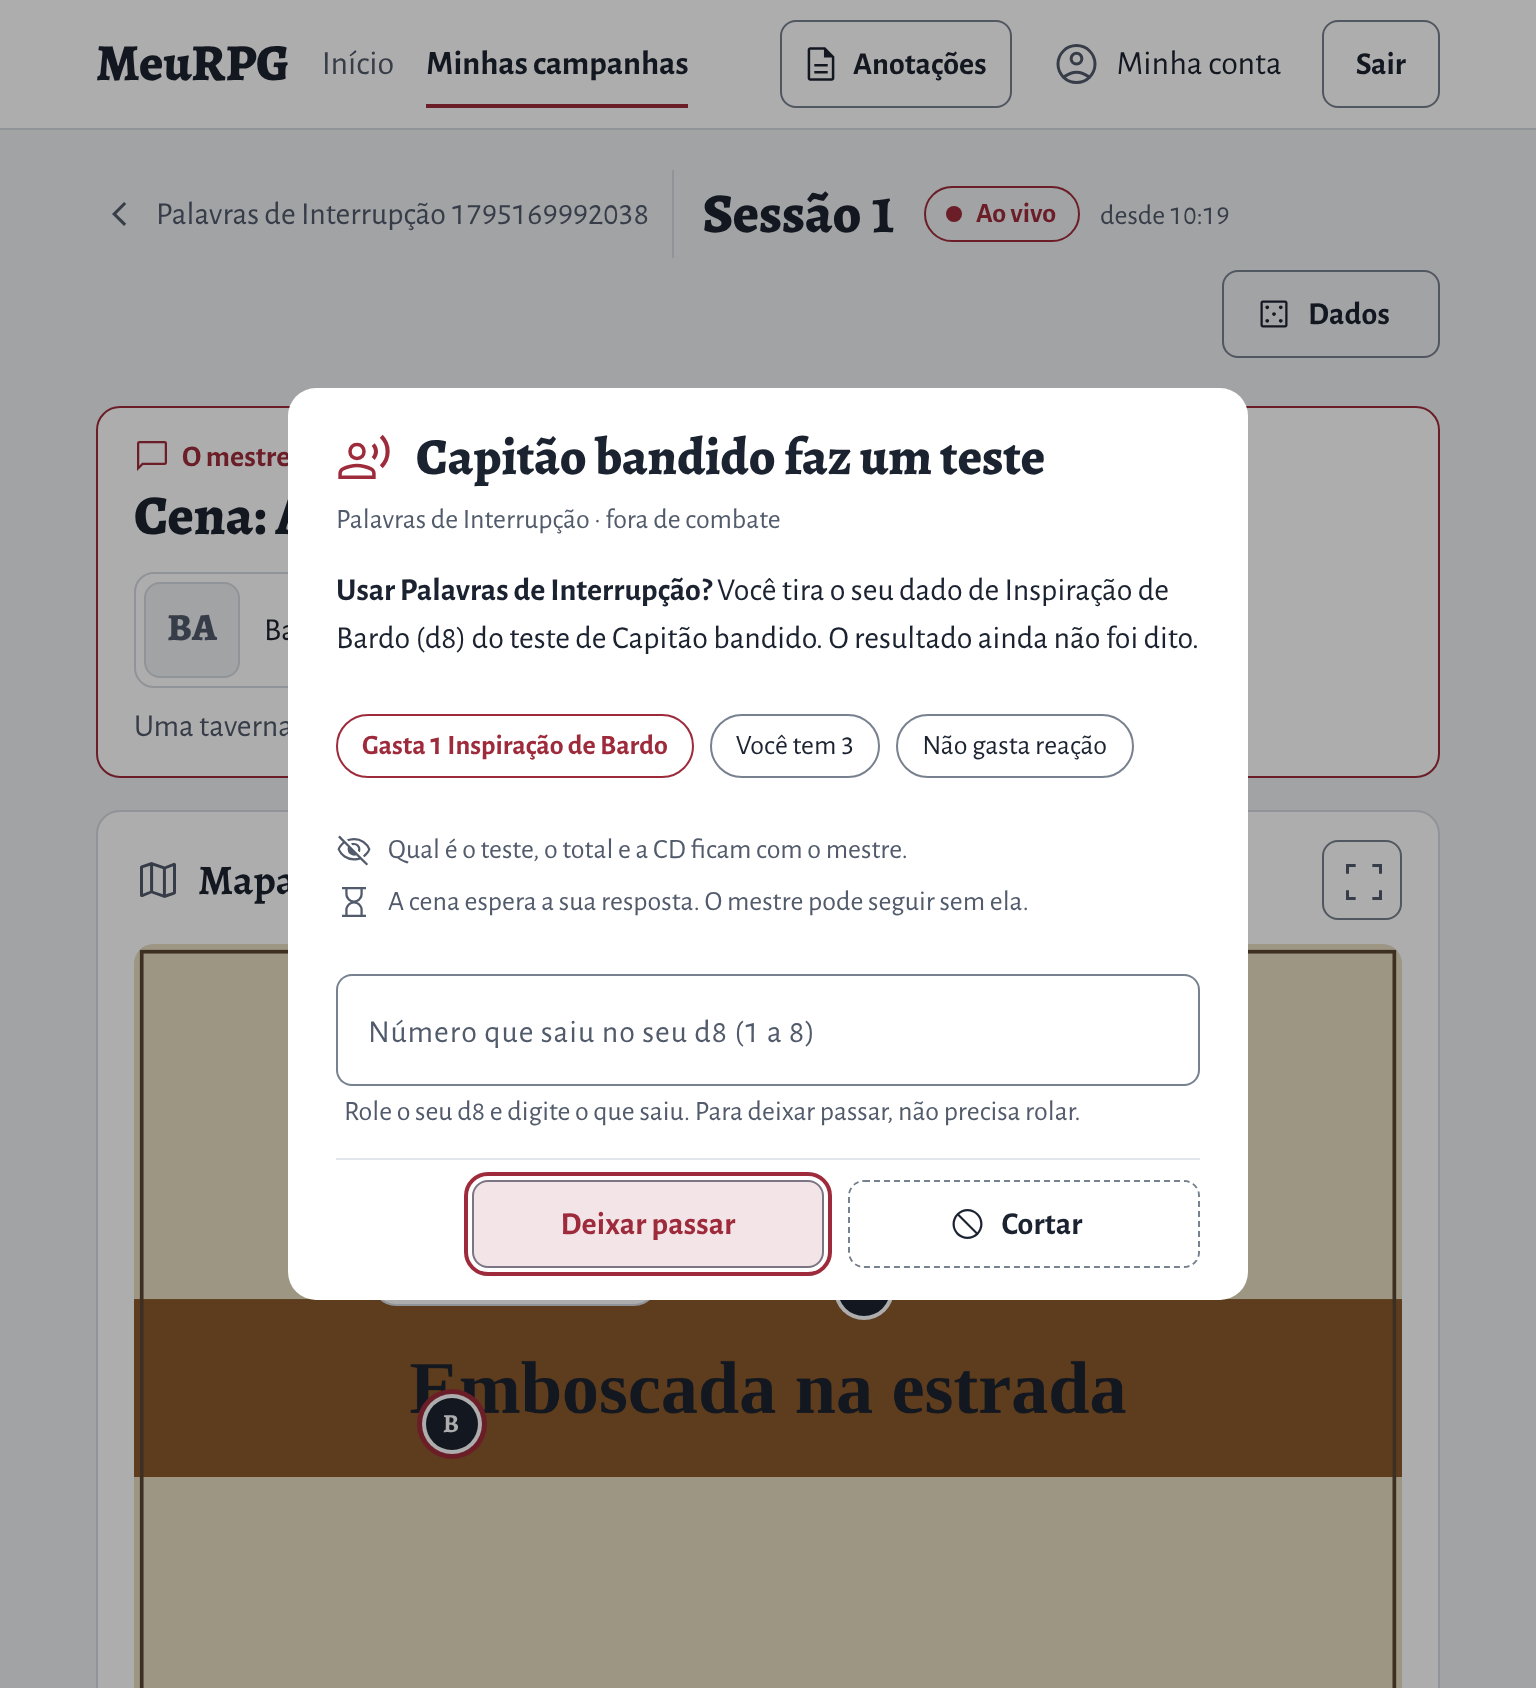 MeuRPG Início Minhas campanhas Anotações Minha conta Sair
Palavras de Interrupção 1795169992038 Sessão 1 Ao vivo desde 10:19
Dados
O mestre
Cena:
BA
Uma taverna
Mapa
Capitão bandido faz um teste
Palavras de Interrupção · fora de combate
Usar Palavras de Interrupção? Você tira o seu dado de Inspiração de
Bardo (d8) do teste de Capitão bandido. O resultado ainda não foi dito.
Gasta 1 Inspiração de Bardo Você tem 3 Não gasta reação
Qual é o teste, o total e a CD ficam com o mestre.
A cena espera a sua resposta. O mestre pode seguir sem ela.
Número que saiu no seu d8 (1 a 8)
Role o seu d8 e digite o que saiu. Para deixar passar, não precisa rolar.
Deixar passar Cortar
Emboscada na estrada
B